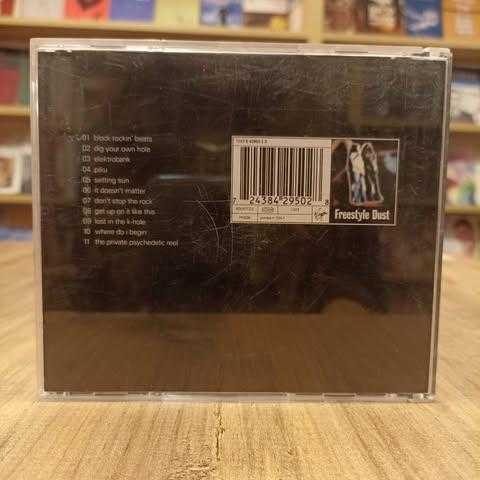 01 block rockin' beats
02 dig your own hole
03 elektrobank
04 piku
05 setting sun
06 it doesn't matter
07 don't stop the rock
08 get up on it like this
09 lost in the k-hole
10 where do i begin
11 the private psychedelic reel
7 24384 29502 8
Freestyle Dust